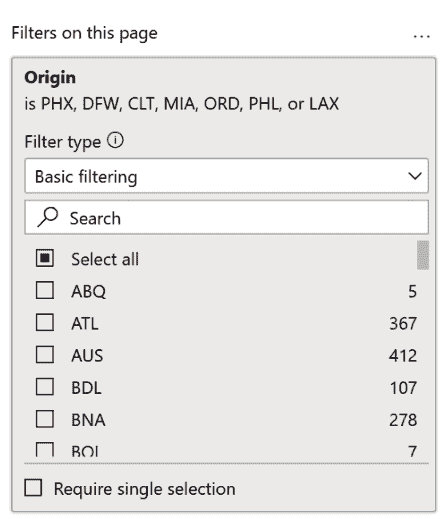 Filters on this page ...
Origin
is PHX, DFW, CLT, MIA, ORD, PHL, or LAX
Filter type
Basic filtering
Search
Select all
ABQ 5
ATL 367
AUS 412
BDL 107
BNA 278
7
Require single selection